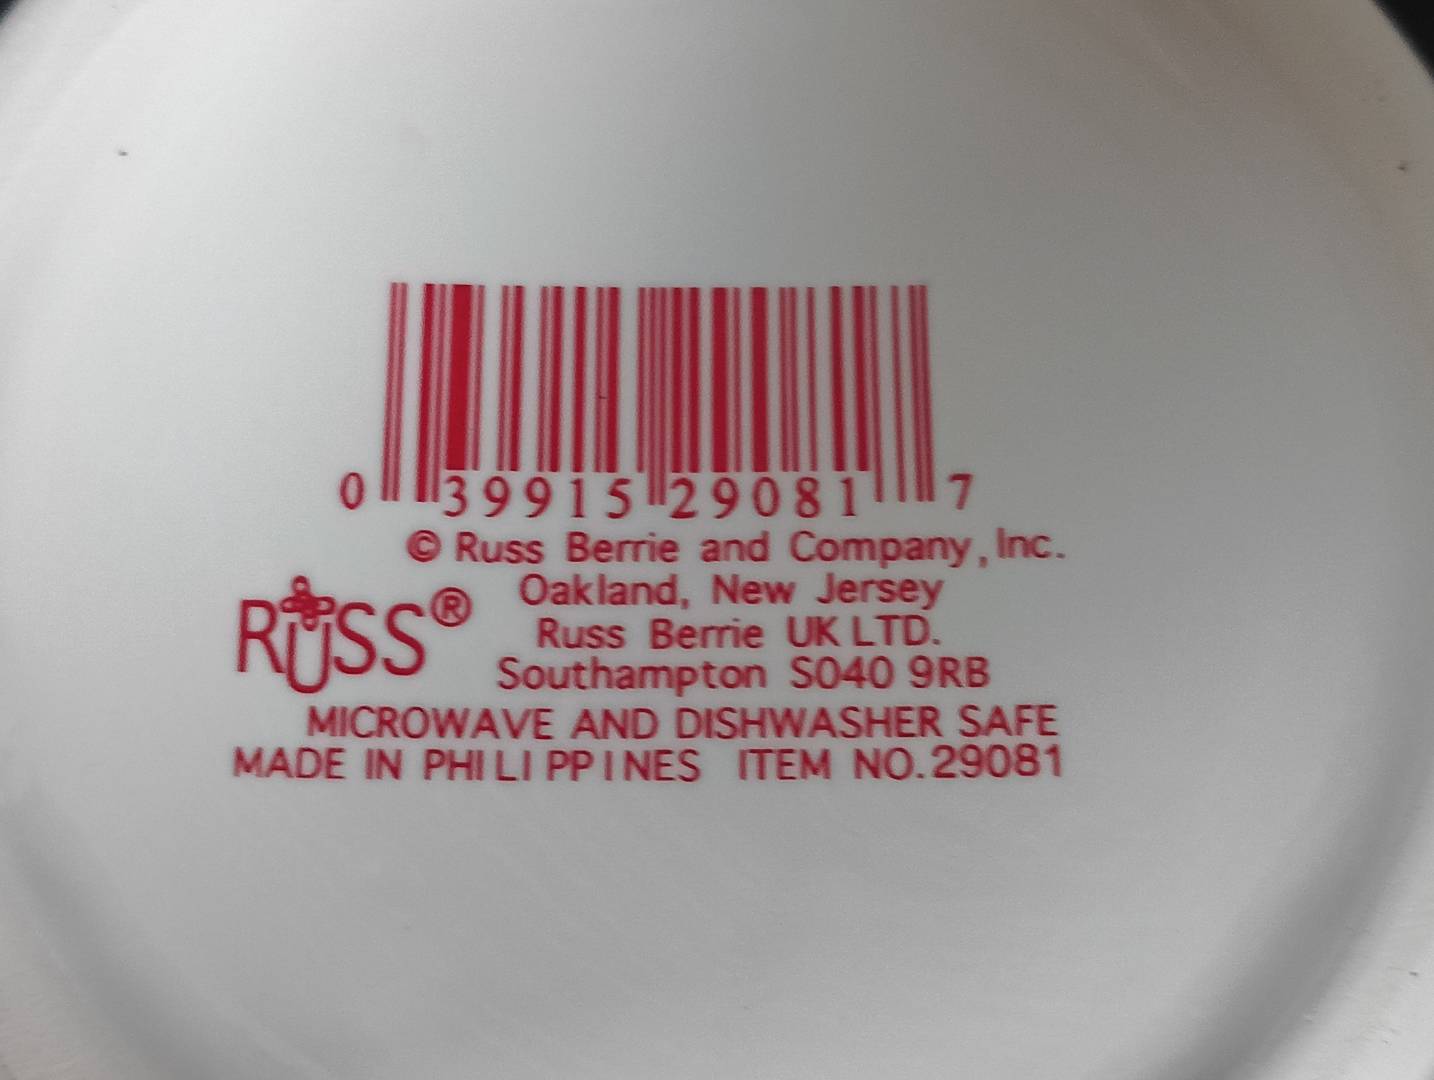 0 39915 29081 7
© Russ Berrie and Company, Inc.
Oakland, New Jersey
RUSS®
Russ Berrie UK LTD.
Southampton SO40 9RB
MICROWAVE AND DISHWASHER SAFE
MADE IN PHILIPPINES ITEM NO. 29081